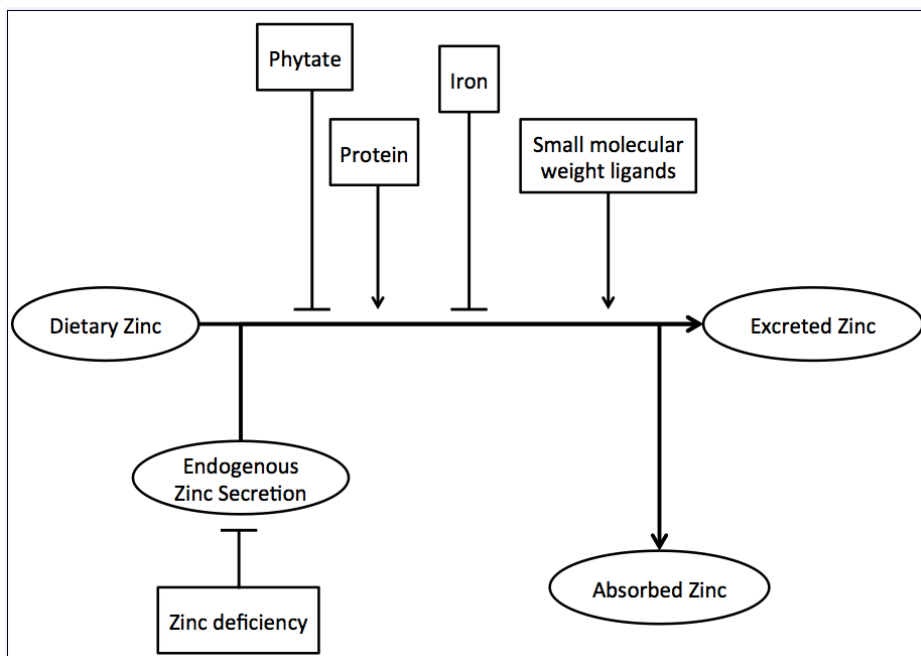 Phytate
Iron
Protein
Small molecular
weight ligands
Dietary Zinc
Excreted Zinc
Endogenous
Zinc Secretion
Absorbed Zinc
Zinc deficiency